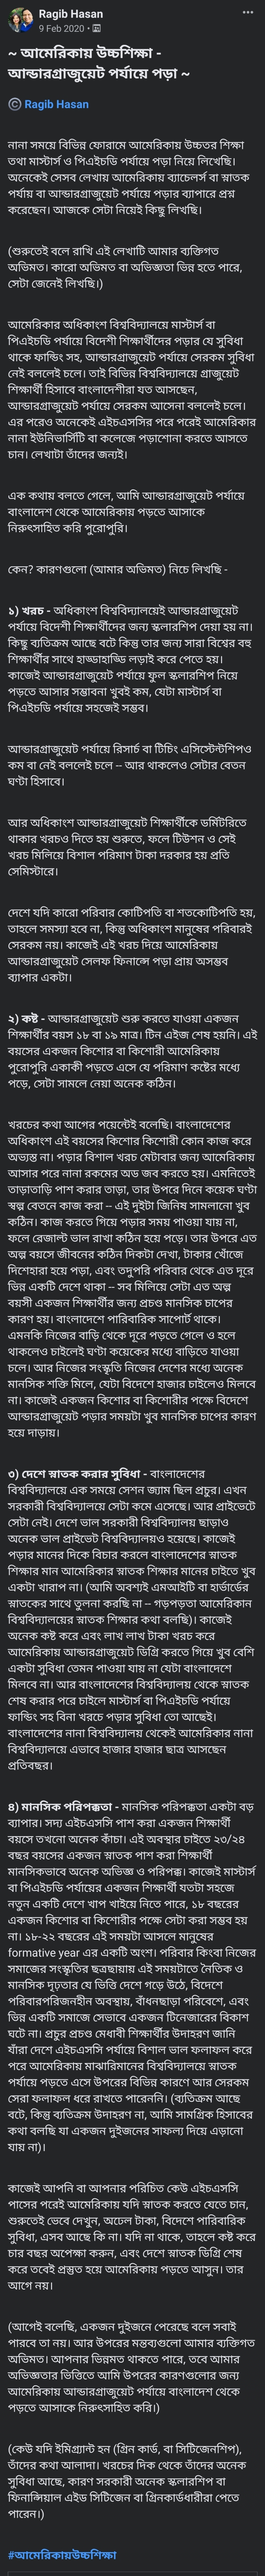 Ragib Hasan
9 Feb 2020
~ আমেরিকায় উচ্চশিক্ষা -
আন্ডারগ্রাজুয়েট পর্যায়ে পড়া ~
© Ragib Hasan
নানা সময়ে বিভিন্ন ফোরামে আমেরিকায় উচ্চতর শিক্ষা
তথা মাস্টার্স ও পিএইচডি পর্যায়ে পড়া নিয়ে লিখেছি।
অনেকেই সেসব লেখায় আমেরিকায় ব্যাচেলর্স বা স্নাতক
পর্যায় বা আন্ডারগ্রাজুয়েট পর্যায়ে পড়ার ব্যাপারে প্রশ্ন
করেছেন। আজকে সেটা নিয়েই কিছু লিখছি।
(শুরুতেই বলে রাখি এই লেখাটি আমার ব্যক্তিগত
অভিমত। কারো অভিমত বা অভিজ্ঞতা ভিন্ন হতে পারে,
সেটা জেনেই লিখছি।)
আমেরিকার অধিকাংশ বিশ্ববিদ্যালয়ে মাস্টার্স বা
পিএইচডি পর্যায়ে বিদেশী শিক্ষার্থীদের পড়ার যে সুবিধা
থাকে ফান্ডিং সহ, আন্ডারগ্রাজুয়েট পর্যায়ে সেরকম সুবিধা
নেই বললেই চলে। তাই বিভিন্ন বিশ্ববিদ্যালয়ে গ্রাজুয়েট
শিক্ষার্থী হিসাবে বাংলাদেশীরা যত আসছেন,
আন্ডারগ্রাজুয়েট পর্যায়ে সেরকম আসেনা বললেই চলে।
এর পরেও অনেকেই এইচএসসির পরে পরেই আমেরিকার
নানা ইউনিভার্সিটি বা কলেজে পড়াশোনা করতে আসতে
চান। লেখাটা তাঁদের জন্যই।
এক কথায় বলতে গেলে, আমি আন্ডারগ্রাজুয়েট পর্যায়ে
বাংলাদেশ থেকে আমেরিকায় পড়তে আসাকে
নিরুৎসাহিত করি পুরোপুরি।
কেন? কারণগুলো (আমার অভিমত) নিচে লিখছি -
১) খরচ - অধিকাংশ বিশ্ববিদ্যালয়েই আন্ডারগ্রাজুয়েট
পর্যায়ে বিদেশী শিক্ষার্থীদের জন্য স্কলারশিপ দেয়া হয় না।
কিছু ব্যতিক্রম আছে বটে কিন্তু তার জন্য সারা বিশ্বের বহু
শিক্ষার্থীর সাথে হাড্ডাহাড্ডি লড়াই করে পেতে হয়।
কাজেই আন্ডারগ্রাজুয়েট পর্যায়ে ফুল স্কলারশিপ নিয়ে
পড়তে আসার সম্ভাবনা খুবই কম, যেটা মাস্টার্স বা
পিএইচডি পর্যায়ে সহজেই সম্ভব।
আন্ডারগ্রাজুয়েট পর্যায়ে রিসার্চ বা টিচিং এসিস্টেন্টশিপও
কম বা নেই বললেই চলে -- আর থাকলেও সেটার বেতন
ঘণ্টা হিসাবে।
আর অধিকাংশ আন্ডারগ্রাজুয়েট শিক্ষার্থীকে ডর্মিটরিতে
থাকার খরচও দিতে হয় শুরুতে, ফলে টিউশন ও সেই
খরচ মিলিয়ে বিশাল পরিমাণ টাকা দরকার হয় প্রতি
সেমিস্টারে।
দেশে যদি কারো পরিবার কোটিপতি বা শতকোটিপতি হয়,
তাহলে সমস্যা হবে না, কিন্তু অধিকাংশ মানুষের পরিবারই
সেরকম নয়। কাজেই এই খরচ দিয়ে আমেরিকায়
আন্ডারগ্রাজুয়েট সেলফ ফিনান্সে পড়া প্রায় অসম্ভব
ব্যাপার একটা।
২) কষ্ট - আন্ডারগ্রাজুয়েট শুরু করতে যাওয়া একজন
শিক্ষার্থীর বয়স ১৮ বা ১৯ মাত্র। টিন এইজ শেষ হয়নি। এই
বয়সের একজন কিশোর বা কিশোরী আমেরিকায়
পুরোপুরি একাকী পড়তে এসে যে পরিমাণ কষ্টের মধ্যে
পড়ে, সেটা সামলে নেয়া অনেক কঠিন।
খরচের কথা আগের পয়েন্টেই বলেছি। বাংলাদেশের
অধিকাংশ এই বয়সের কিশোর কিশোরী কোন কাজ করে
অভ্যস্ত না। পড়ার বিশাল খরচ মেটাবার জন্য আমেরিকায়
আসার পরে নানা রকমের অড জব করতে হয়। এমনিতেই
তাড়াতাড়ি পাশ করার তাড়া, তার উপরে দিনে কয়েক ঘণ্টা
স্বল্প বেতনে কাজ করা -- এই দুইটা জিনিষ সামলানো খুব
কঠিন। কাজ করতে গিয়ে পড়ার সময় পাওয়া যায় না,
ফলে রেজাল্ট ভাল রাখা কঠিন হয়ে পড়ে। তার উপরে এত
অল্প বয়সে জীবনের কঠিন দিকটা দেখা, টাকার খোঁজে
দিশেহারা হয়ে পড়া, এবং তদুপরি পরিবার থেকে এত দূরে
ভিন্ন একটি দেশে থাকা -- সব মিলিয়ে সেটা এত অল্প
বয়সী একজন শিক্ষার্থীর জন্য প্রচণ্ড মানসিক চাপের
কারণ হয়। বাংলাদেশে পারিবারিক সাপোর্ট থাকে।
এমনকি নিজের বাড়ি থেকে দূরে পড়তে গেলে ও হলে
থাকলেও চাইলেই ঘণ্টা কয়েকের মধ্যে বাড়িতে যাওয়া
চলে। আর নিজের সংস্কৃতি নিজের দেশের মধ্যে অনেক
মানসিক শক্তি মিলে, যেটা বিদেশে হাজার চাইলেও মিলবে
না। কাজেই একজন কিশোর বা কিশোরীর পক্ষে বিদেশে
আন্ডারগ্রাজুয়েট পড়ার সময়টা খুব মানসিক চাপের কারণ
হয়ে দাড়ায়।
৩) দেশে স্নাতক করার সুবিধা - বাংলাদেশের
বিশ্ববিদ্যালয়ে এক সময়ে সেশন জ্যাম ছিল প্রচুর। এখন
সরকারী বিশ্ববিদ্যালয়ে সেটা কমে এসেছে। আর প্রাইভেটে
সেটা নেই। দেশে ভাল সরকারী বিশ্ববিদ্যালয় ছাড়াও
অনেক ভাল প্রাইভেট বিশ্ববিদ্যালয়ও হয়েছে। কাজেই
পড়ার মানের দিকে বিচার করলে বাংলাদেশের স্নাতক
শিক্ষার মান আমেরিকার স্নাতক শিক্ষার মানের চাইতে খুব
একটা খারাপ না। (আমি অবশ্যই এমআইটি বা হার্ভার্ডের
স্নাতকের সাথে তুলনা করছি না -- গড়পড়তা আমেরিকান
বিশ্ববিদ্যালয়ের স্নাতক শিক্ষার কথা বলছি)। কাজেই
অনেক কষ্ট করে এবং লাখ লাখ টাকা খরচ করে
আমেরিকায় আন্ডারগ্রাজুয়েট ডিগ্রি করতে গিয়ে খুব বেশি
একটা সুবিধা তেমন পাওয়া যায় না যেটা বাংলাদেশে
মিলবে না। আর বাংলাদেশের বিশ্ববিদ্যালয় থেকে স্নাতক
শেষ করার পরে চাইলে মাস্টার্স বা পিএইচডি পর্যায়ে
ফান্ডিং সহ বিনা খরচে পড়ার সুবিধা তো আছেই।
বাংলাদেশের নানা বিশ্ববিদ্যালয় থেকেই আমেরিকার নানা
বিশ্ববিদ্যালয়ে এভাবে হাজার হাজার ছাত্র আসছেন
প্রতিবছর।
৪) মানসিক পরিপক্কতা - মানসিক পরিপক্কতা একটা বড়
ব্যাপার। সদ্য এইচএসসি পাশ করা একজন শিক্ষার্থী
বয়সে তখনো অনেক কাঁচা। এই অবস্থার চাইতে ২৩/২৪
বছর বয়সের একজন স্নাতক পাশ করা শিক্ষার্থী
মানসিকভাবে অনেক অভিজ্ঞ ও পরিপক্ক। কাজেই মাস্টার্স
বা পিএইচডি পর্যায়ের একজন শিক্ষার্থী যতটা সহজে
নতুন একটি দেশে খাপ খাইয়ে নিতে পারে, ১৮ বছরের
একজন কিশোর বা কিশোরীর পক্ষে সেটা করা সম্ভব হয়
না। ১৮-২২ বছরের এই সময়টা আসলে মানুষের
formative year এর একটি অংশ। পরিবার কিংবা নিজের
সমাজের সংস্কৃতির ছত্রছায়ায় এই সময়টাতে নৈতিক ও
মানসিক দৃঢ়তার যে ভিত্তি দেশে গড়ে উঠে, বিদেশে
পরিবারপরিজনহীন অবস্থায়, বাঁধনছাড়া পরিবেশে, এবং
ভিন্ন একটি সমাজে সেভাবে একজন টিনেজারের বিকাশ
ঘটে না। প্রচুর প্রচণ্ড মেধাবী শিক্ষার্থীর উদাহরণ জানি
যাঁরা দেশে এইচএসসি পর্যায়ে বিশাল ভাল ফলাফল করে
পরে আমেরিকায় মাঝারিমানের বিশ্ববিদ্যালয়ে স্নাতক
পর্যায়ে পড়তে এসে উপরের বিভিন্ন কারণে আর সেরকম
সেরা ফলাফল ধরে রাখতে পারেননি। (ব্যতিক্রম আছে
বটে, কিন্তু ব্যতিক্রম উদাহরণ না, আমি সামগ্রিক হিসাবের
কথা বলছি যা একজন দুইজনের সাফল্য দিয়ে এড়ানো
যায় না)।
কাজেই আপনি বা আপনার পরিচিত কেউ এইচএসসি
পাসের পরেই আমেরিকায় যদি স্নাতক করতে যেতে চান,
শুরুতেই ভেবে দেখুন, অঢেল টাকা, বিদেশে পারিবারিক
সুবিধা, এসব আছে কি না। যদি না থাকে, তাহলে কষ্ট করে
চার বছর অপেক্ষা করুন, এবং দেশে স্নাতক ডিগ্রি শেষ
করে তবেই প্রস্তুত হয়ে আমেরিকায় পড়তে আসুন। তার
আগে নয়।
(আগেই বলেছি, একজন দুইজনে পেরেছে বলে সবাই
পারবে তা নয়। আর উপরের মন্তব্যগুলো আমার ব্যক্তিগত
অভিমত। আপনার ভিন্নমত থাকতে পারে, তবে আমার
অভিজ্ঞতার ভিত্তিতে আমি উপরের কারণগুলোর জন্য
আমেরিকায় আন্ডারগ্রাজুয়েট পর্যায়ে বাংলাদেশ থেকে
পড়তে আসাকে নিরুৎসাহিত করি।)
(কেউ যদি ইমিগ্র্যান্ট হন (গ্রিন কার্ড, বা সিটিজেনশিপ),
তাঁদের কথা আলাদা। খরচের দিক থেকে তাঁদের অনেক
সুবিধা আছে, কারণ সরকারী অনেক স্কলারশিপ বা
ফিনান্সিয়াল এইড সিটিজেন বা গ্রিনকার্ডধারীরা পেতে
পারেন।)
#আমেরিকায়উচ্চশিক্ষা